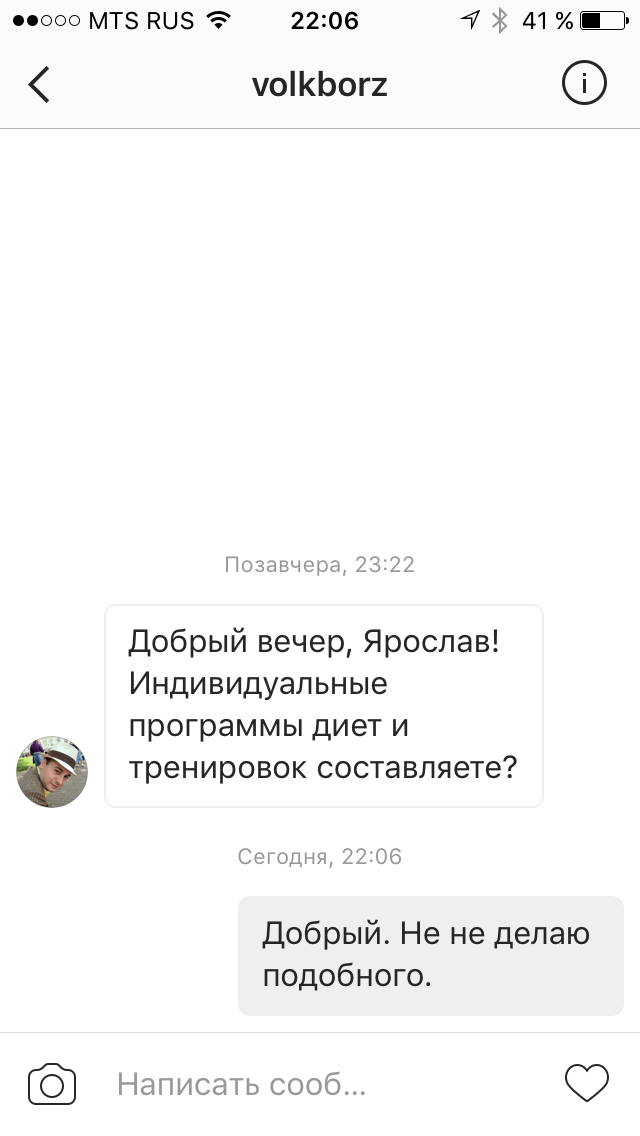 MTS RUS 22:06 41 %
volkborz
Позавчера, 23:22
Добрый вечер, Ярослав!
Индивидуальные
программы диет и
тренировок составляете?
Сегодня, 22:06
Добрый. Не не делаю
подобного.
Написать сооб...